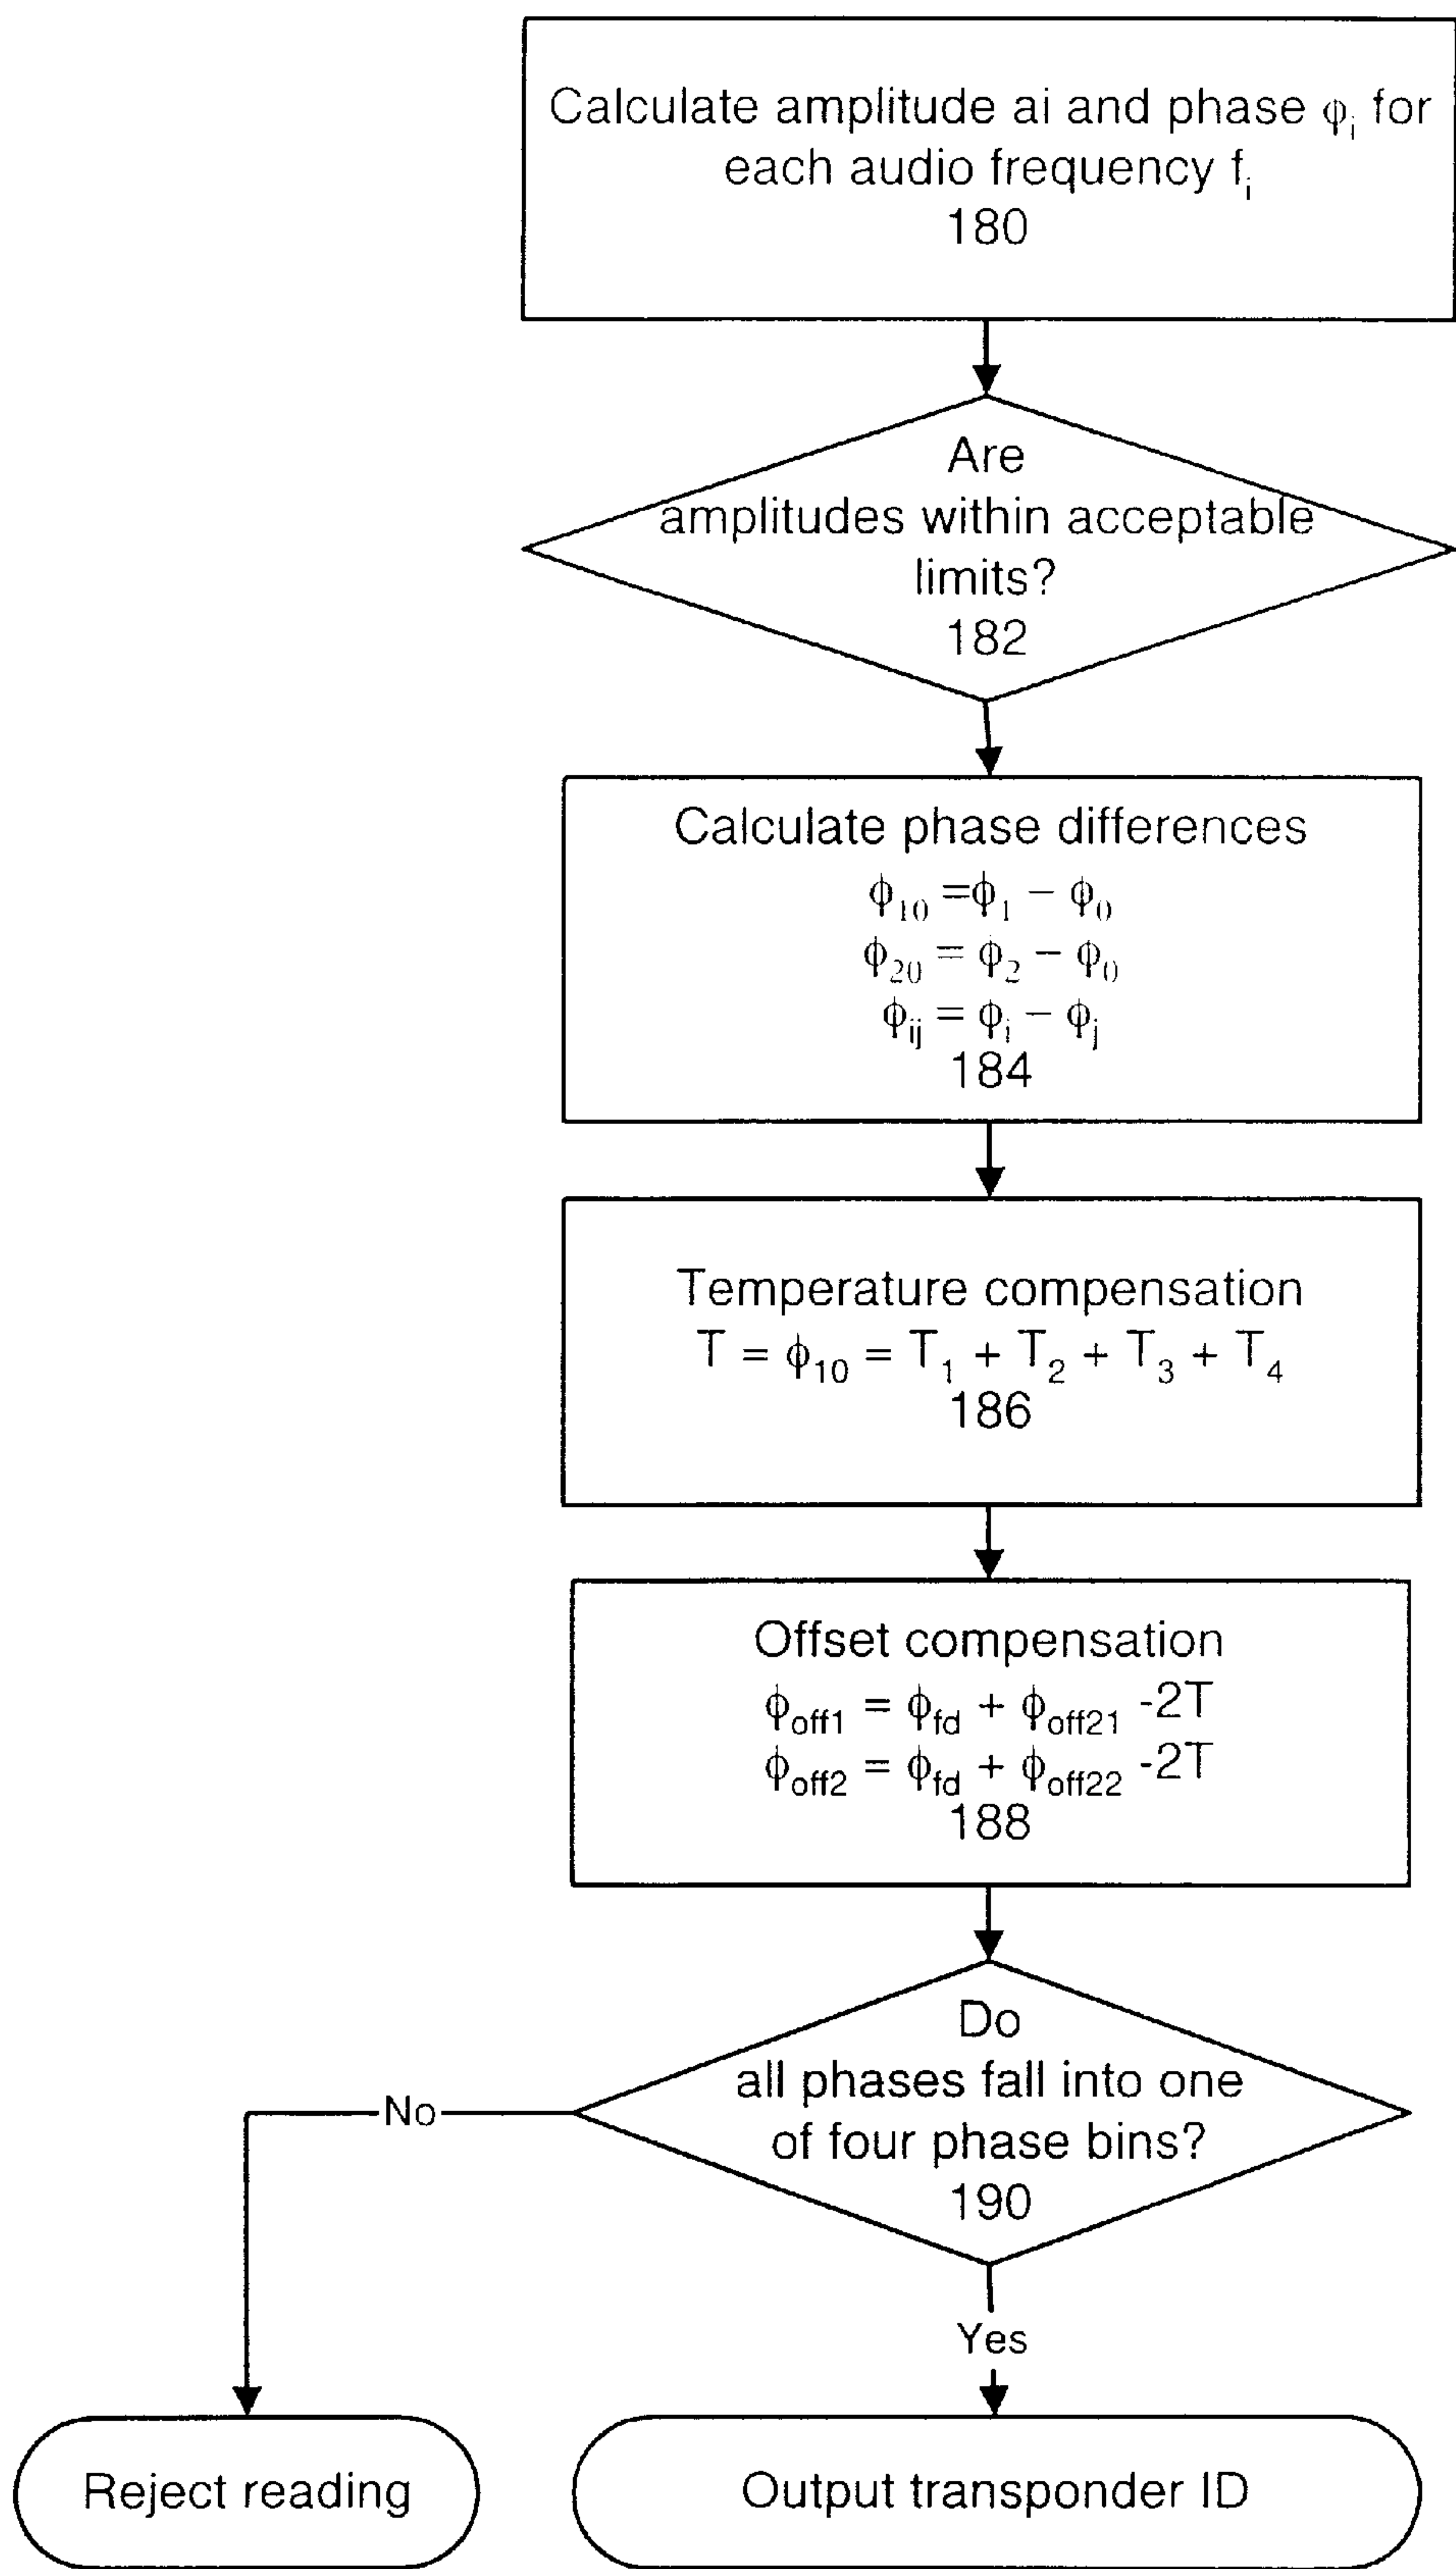 Calculate amplitude ai and phase φᵢ for
each audio frequency fᵢ
180
Are
amplitudes within acceptable
limits?
182
Calculate phase differences
ϕ₁₀ =ϕ₁ − ϕ₀
ϕ₂₀ = ϕ₂ − ϕ₀
ϕᵢⱼ = ϕᵢ − ϕⱼ
184
Temperature compensation
T = ϕ₁₀ = T₁ + T₂ + T₃ + T₄
186
Offset compensation
ϕoff1 = ϕfd + ϕoff21 -2T
ϕoff2 = ϕfd + ϕoff22 -2T
188
Do
all phases fall into one
of four phase bins?
190
No
Yes
Reject reading
Output transponder ID